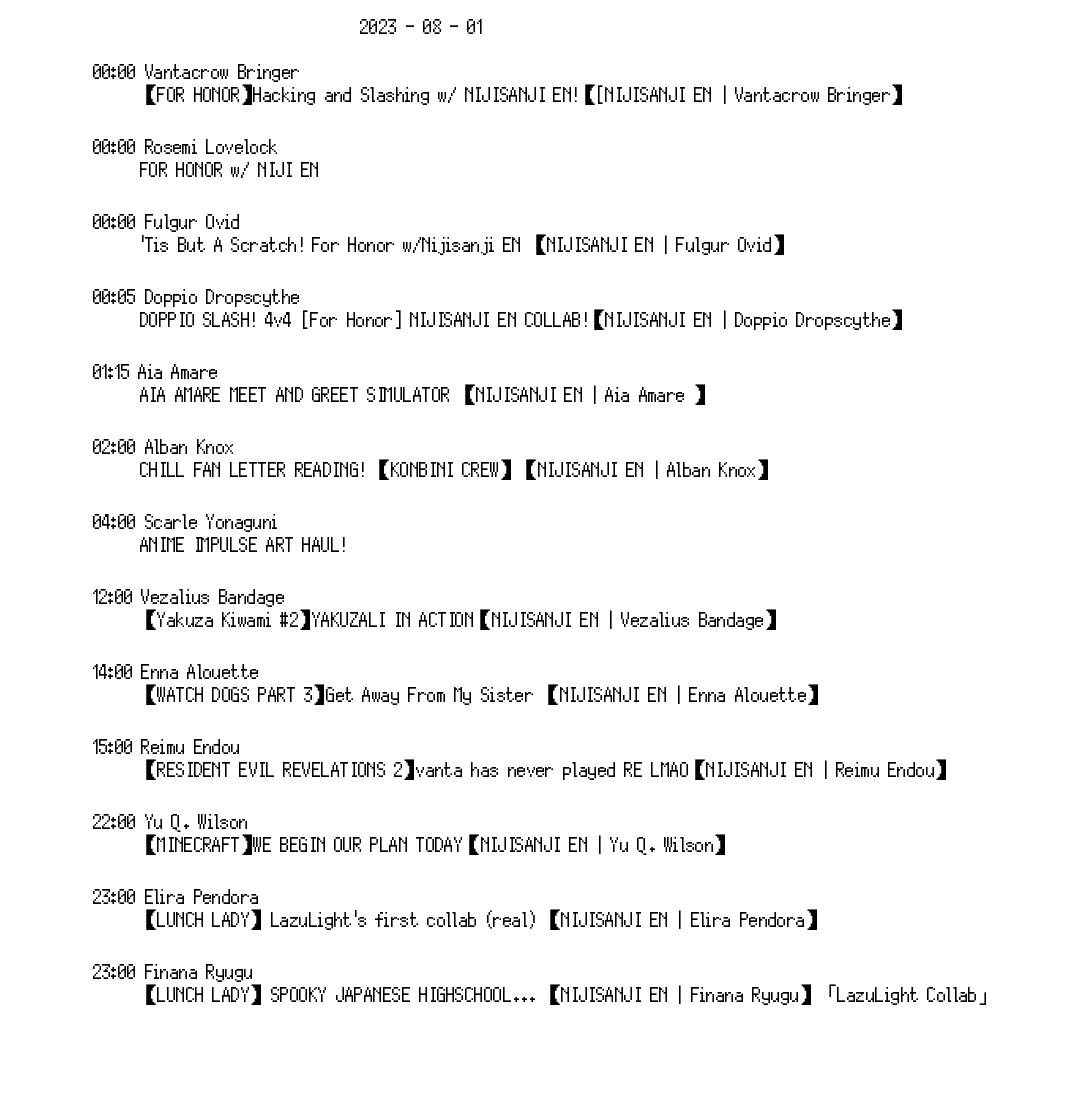 2023 - 08 - 01
00:00 Vantacrow Bringer
【FOR HONOR】Hacking and Slashing w/ NIJISANJI EN!【[NIJISANJI EN | Vantacrow Bringer】
00:00 Rosemi Lovelock
FOR HONOR w/ NIJI EN
00:00 Fulgur Ovid
'Tis But A Scratch! For Honor w/Nijisanji EN 【NIJISANJI EN | Fulgur Ovid】
00:05 Doppio Dropscythe
DOPPIO SLASH! 4v4 [For Honor] NIJISANJI EN COLLAB!【NIJISANJI EN | Doppio Dropscythe】
01:15 Aia Amare
AIA AMARE MEET AND GREET SIMULATOR 【NIJISANJI EN | Aia Amare 】
02:00 Alban Knox
CHILL FAN LETTER READING! 【KONBINI CREW】 【NIJISANJI EN | Alban Knox】
04:00 Scarle Yonaguni
ANIME IMPULSE ART HAUL!
12:00 Vezalius Bandage
【Yakuza Kiwami #2】YAKUZALI IN ACTION【NIJISANJI EN | Vezalius Bandage】
14:00 Enna Alouette
【WATCH DOGS PART 3】Get Away From My Sister 【NIJISANJI EN | Enna Alouette】
15:00 Reimu Endou
【RESIDENT EVIL REVELATIONS 2】vanta has never played RE LMAO【NIJISANJI EN | Reimu Endou】
22:00 Yu Q. Wilson
【MINECRAFT】WE BEGIN OUR PLAN TODAY【NIJISANJI EN | Yu Q. Wilson】
23:00 Elira Pendora
【LUNCH LADY】 LazuLight's first collab (real) 【NIJISANJI EN | Elira Pendora】
23:00 Finana Ryugu
【LUNCH LADY】 SPOOKY JAPANESE HIGHSCHOOL... 【NIJISANJI EN | Finana Ryugu】 「LazuLight Collab」